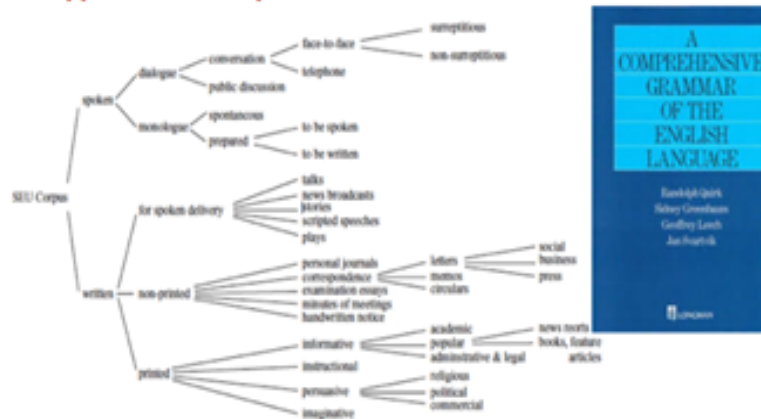 surreptitious
face-to-face
conversation
non-surreptitious
dialogue
telephone
public discussion
spoken
spontaneous
monologue
to be spoken
prepared
to be written
SEU Corpus
talks
news broadcasts
for spoken delivery
stories
scripted speeches
plays
social
personal journals
letters
business
correspondence
memos
written
non-printed
examination essays
press
circulars
minutes of meetings
handwritten notice
academic
news reorts
informative
popular
books, feature
adminstrative & legal
articles
instructional
printed
religious
persuasive
political
imaginative
commercial
A
COMPREHENSIVE
GRAMMAR
OF THE
ENGLISH
LANGUAGE
Randolph Quirk
Sidney Greenbaum
Geoffrey Leech
Jan Svartvik
LONGMAN